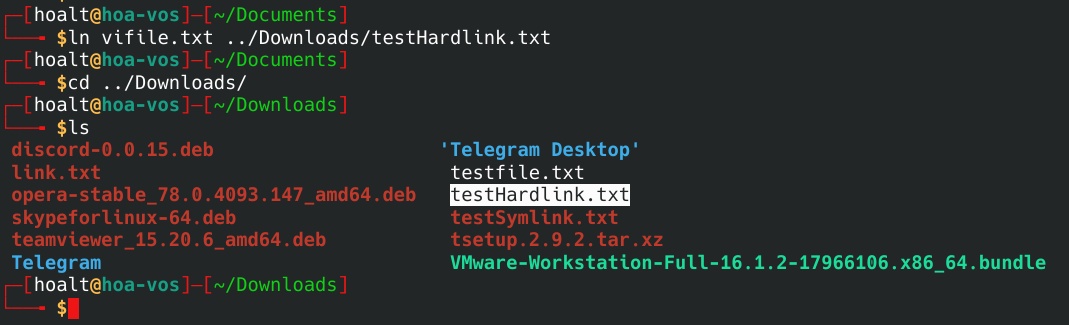 [hoalt@hoa-vos]─[~/Documents]
$ln vifile.txt ../Downloads/testHardlink.txt
[hoalt@hoa-vos]─[~/Documents]
$cd ../Downloads/
[hoalt@hoa-vos]─[~/Downloads]
$ls
discord-0.0.15.deb 'Telegram Desktop'
link.txt testfile.txt
opera-stable_78.0.4093.147_amd64.deb testHardlink.txt
skypeforlinux-64.deb testSymlink.txt
teamviewer_15.20.6_amd64.deb tsetup.2.9.2.tar.xz
Telegram VMware-Workstation-Full-16.1.2-17966106.x86_64.bundle
[hoalt@hoa-vos]─[~/Downloads]
$